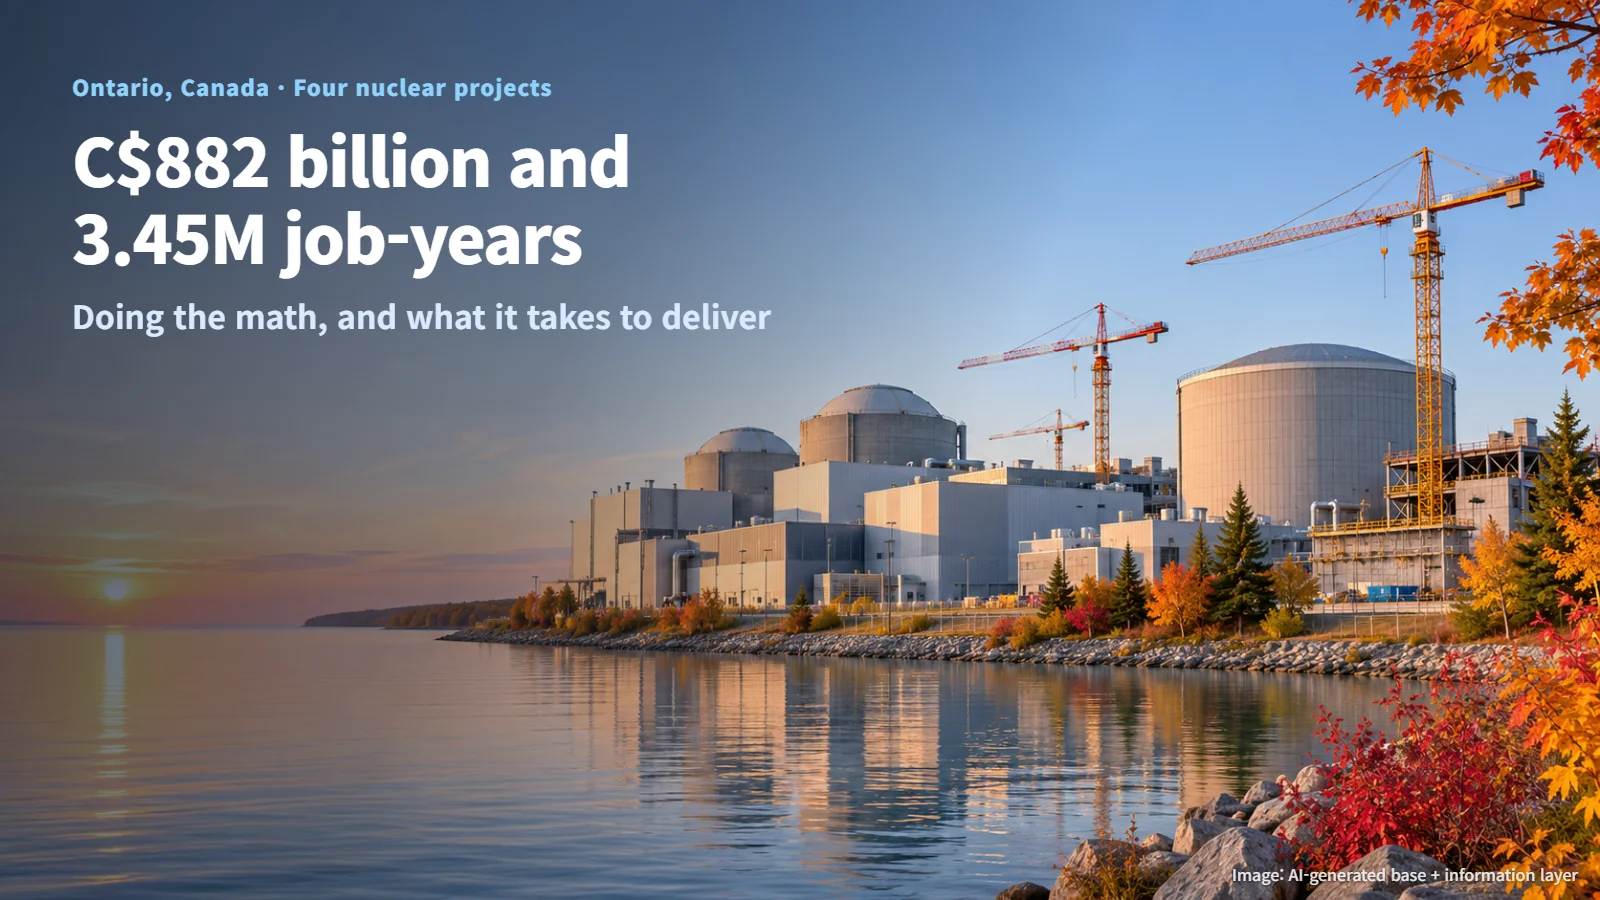 Ontario, Canada · Four nuclear projects
C$882 billion and
3.45M job-years
Doing the math, and what it takes to deliver
Image: AI-generated base + information layer